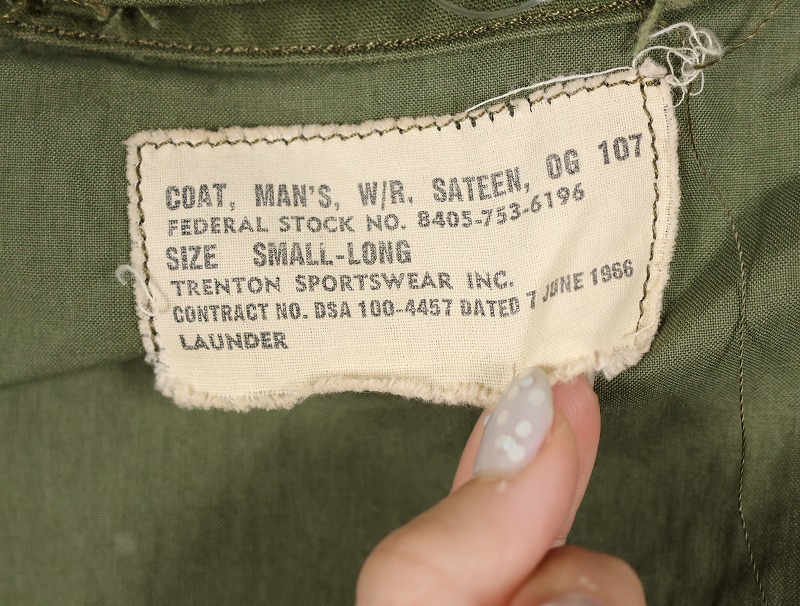 COAT, MAN'S, W/R. SATEEN, OG 107
FEDERAL STOCK NO. 8405-753-6196
SIZE SMALL-LONG
TRENTON SPORTSWEAR INC.
CONTRACT NO. DSA 100-4457 DATED 7 JUNE 1966
LAUNDER